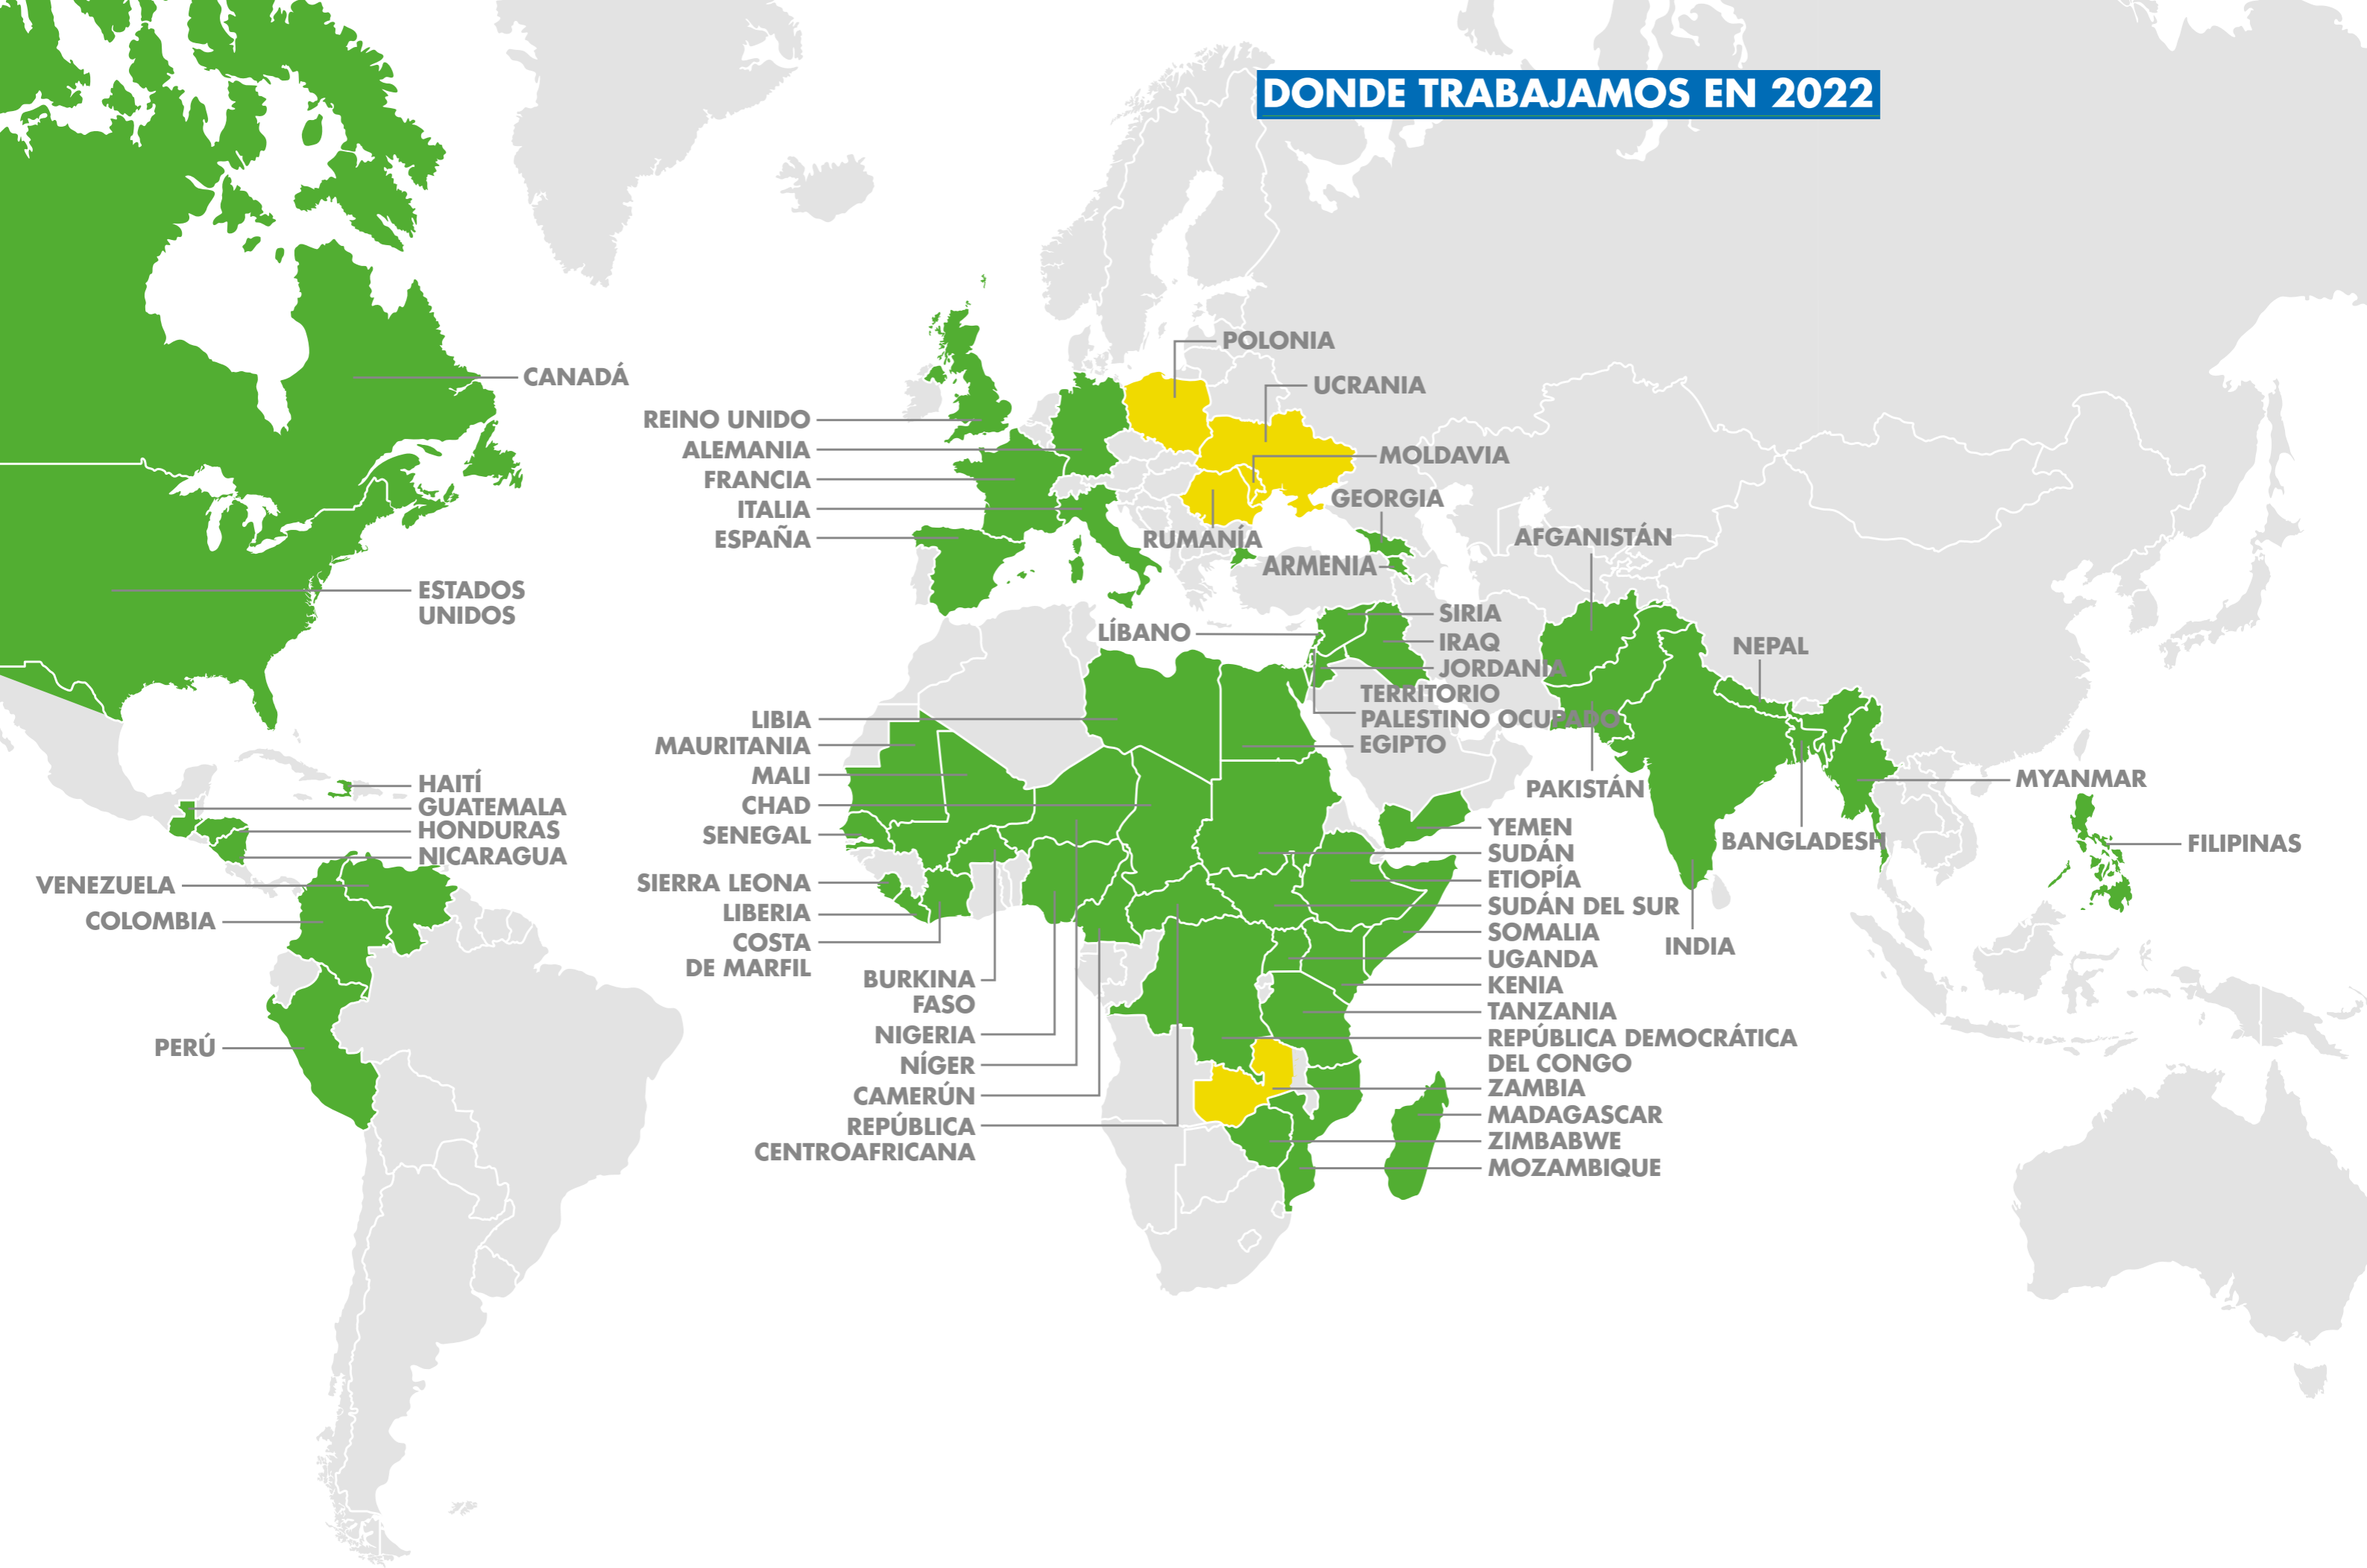 DONDE TRABAJAMOS EN 2022
CANADÁ
ESTADOS
UNIDOS
HAITÍ
GUATEMALA
HONDURAS
NICARAGUA
VENEZUELA
COLOMBIA
PERÚ
REINO UNIDO
ALEMANIA
FRANCIA
ITALIA
ESPAÑA
POLONIA
UCRANIA
MOLDAVIA
GEORGIA
RUMANÍA
ARMENIA
AFGANISTÁN
SIRIA
LÍBANO
IRAQ
JORDANIA
TERRITORIO
PALESTINO OCUPADO
EGIPTO
NEPAL
PAKISTÁN
MYANMAR
BANGLADESH
FILIPINAS
INDIA
LIBIA
MAURITANIA
MALI
CHAD
SENEGAL
SIERRA LEONA
LIBERIA
COSTA
DE MARFIL
BURKINA
FASO
NIGERIA
NÍGER
CAMERÚN
REPÚBLICA
CENTROAFRICANA
YEMEN
SUDÁN
ETIOPÍA
SUDÁN DEL SUR
SOMALIA
UGANDA
KENIA
TANZANIA
REPÚBLICA DEMOCRÁTICA
DEL CONGO
ZAMBIA
MADAGASCAR
ZIMBABWE
MOZAMBIQUE